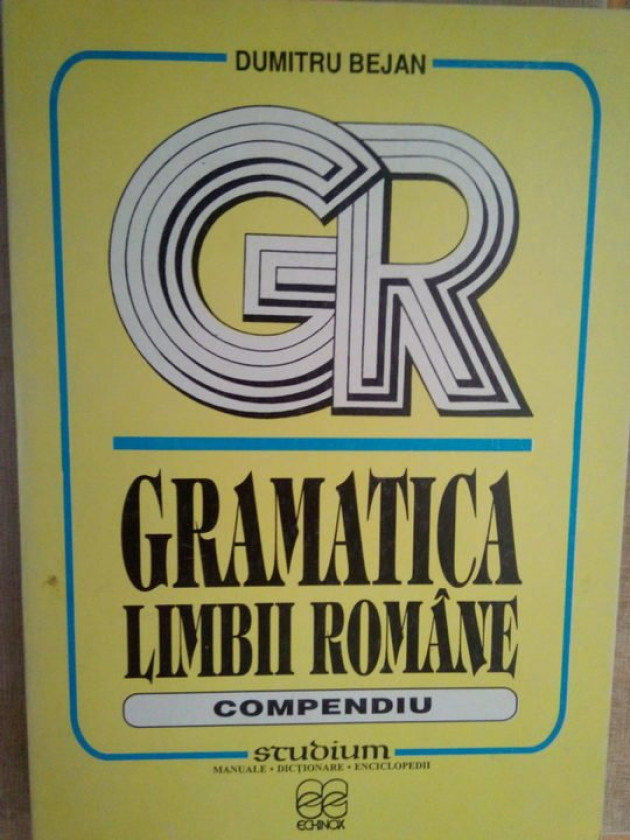 DUMITRU BEJAN
GR
GRAMATICA
LIMBII ROMÂNE
COMPENDIU
studium
MANUALE • DICȚIONARE • ENCICLOPEDII
ECHINOX